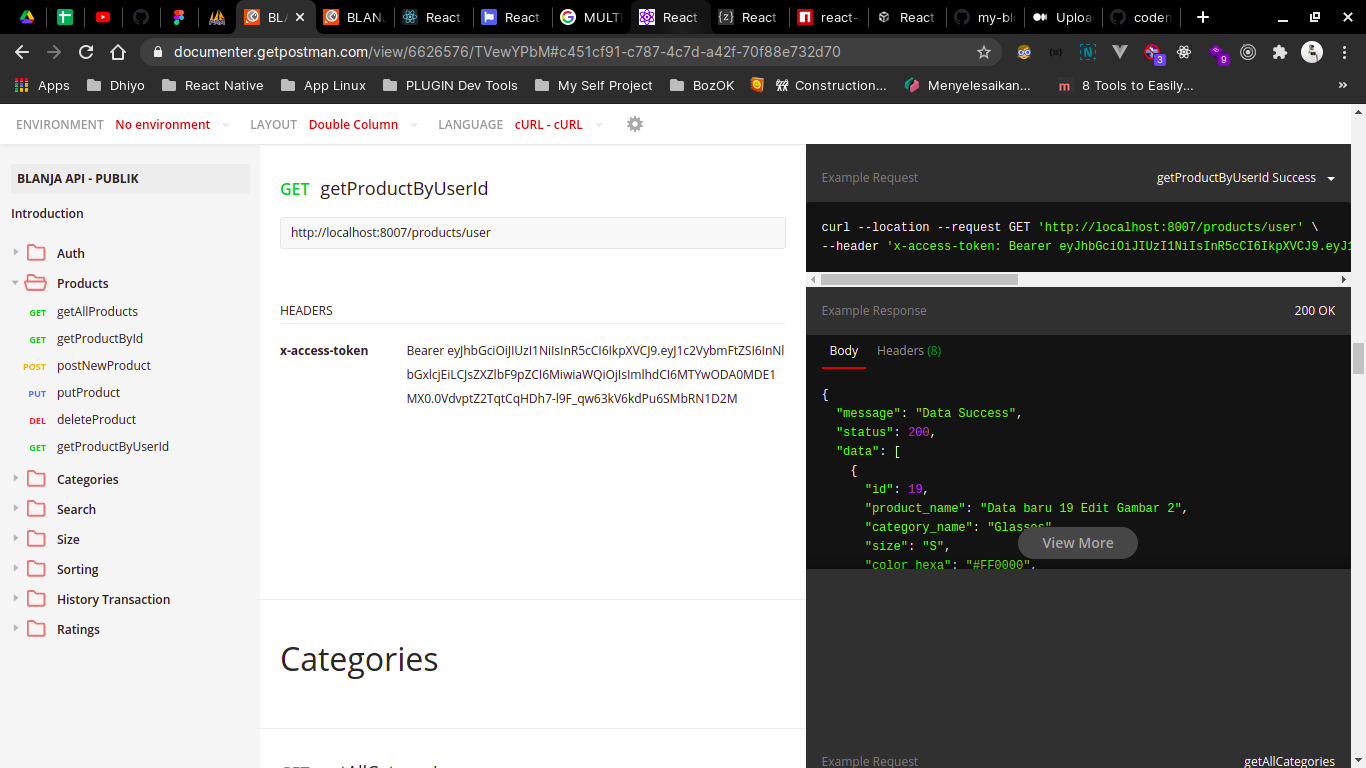 BLA
BLAN
React
React
MULTI
React
React
react-
React
my-bl
Uploa
coden
documenter.getpostman.com/view/6626576/TVewYPbM#c451cf91-c787-4c7d-a42f-70f88e732d70
3
9
Apps
Dhiyo
React Native
App Linux
PLUGIN Dev Tools
My Self Project
BozOK
Construction...
Menyelesaikan...
8 Tools to Easily...
»
ENVIRONMENT No environment
LAYOUT Double Column
LANGUAGE cURL - cURL
BLANJA API - PUBLIK
Introduction
Auth
Products
GET getAllProducts
GET getProductById
POST postNewProduct
PUT putProduct
DEL deleteProduct
GET getProductByUserId
Categories
Search
Size
Sorting
History Transaction
Ratings
GET getProductByUserId
http://localhost:8007/products/user
HEADERS
x-access-token
Bearer eyJhbGciOiJIUzI1NiIsInR5cCI6IkpXVCJ9.eyJ1c2VybmFtZSI6InNl
bGxlcjEiLCJsZXZlbF9pZCI6MiwiaWQiOjIsImlhdCI6MTYwODA0MDE1
MX0.0VdvptZ2TqtCqHDh7-l9F_qw63kV6kdPu6SMbRN1D2M
Categories
Example Request
getProductByUserId Success
curl --location --request GET 'http://localhost:8007/products/user' \
--header 'x-access-token: Bearer eyJhbGciOiJIUzI1NiIsInR5cCI6IkpXVCJ9.eyJ1
Example Response
200 OK
Body
Headers (8)
{
"message": "Data Success",
"status": 200,
"data": [
{
"id": 19,
"product_name": "Data baru 19 Edit Gambar 2",
"category_name": "Glasses"
"size": "S",
View More
"color_hexa": "#FF0000",
Example Request
getAllCategories